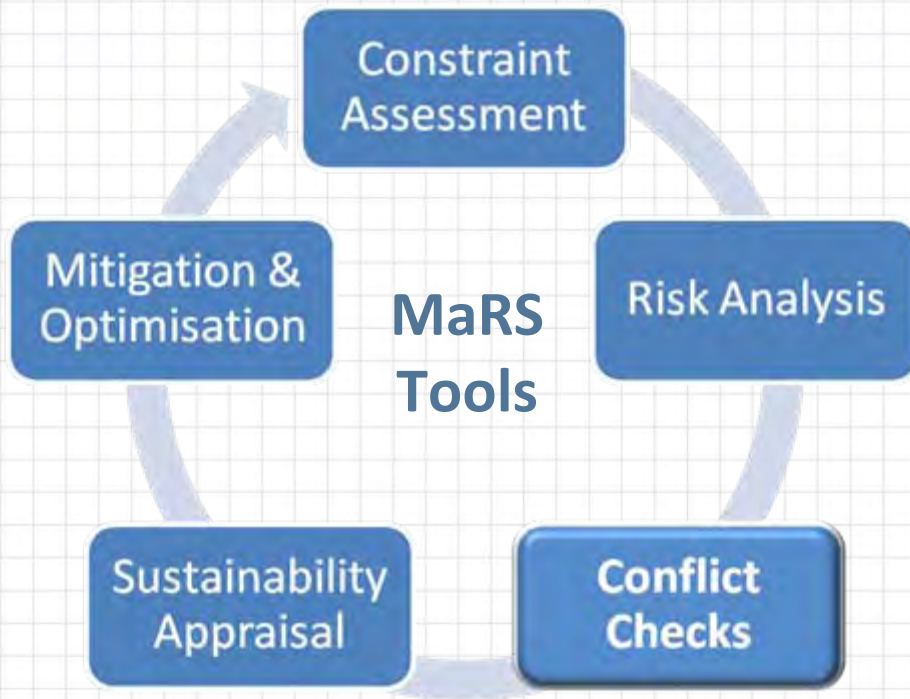 Constraint
Assessment
Mitigation &
Optimisation
MaRS
Tools
Risk Analysis
Sustainability
Appraisal
Conflict
Checks